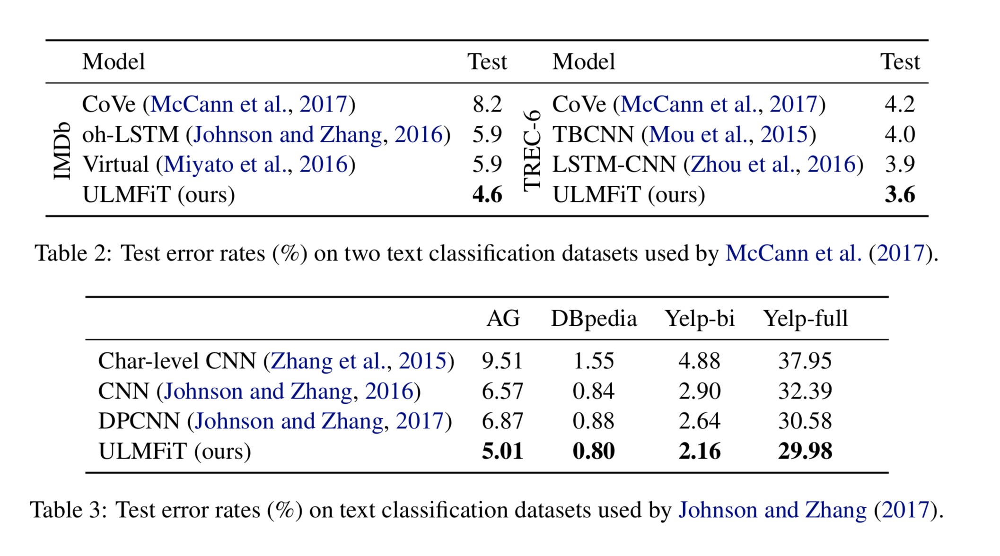 Model Test Model Test
IMDb
CoVe (McCann et al., 2017) 8.2
oh-LSTM (Johnson and Zhang, 2016) 5.9
Virtual (Miyato et al., 2016) 5.9
ULMFiT (ours) 4.6
TREC-6
CoVe (McCann et al., 2017) 4.2
TBCNN (Mou et al., 2015) 4.0
LSTM-CNN (Zhou et al., 2016) 3.9
ULMFiT (ours) 3.6
Table 2: Test error rates (%) on two text classification datasets used by McCann et al. (2017).
AG DBpedia Yelp-bi Yelp-full
Char-level CNN (Zhang et al., 2015) 9.51 1.55 4.88 37.95
CNN (Johnson and Zhang, 2016) 6.57 0.84 2.90 32.39
DPCNN (Johnson and Zhang, 2017) 6.87 0.88 2.64 30.58
ULMFiT (ours) 5.01 0.80 2.16 29.98
Table 3: Test error rates (%) on text classification datasets used by Johnson and Zhang (2017).